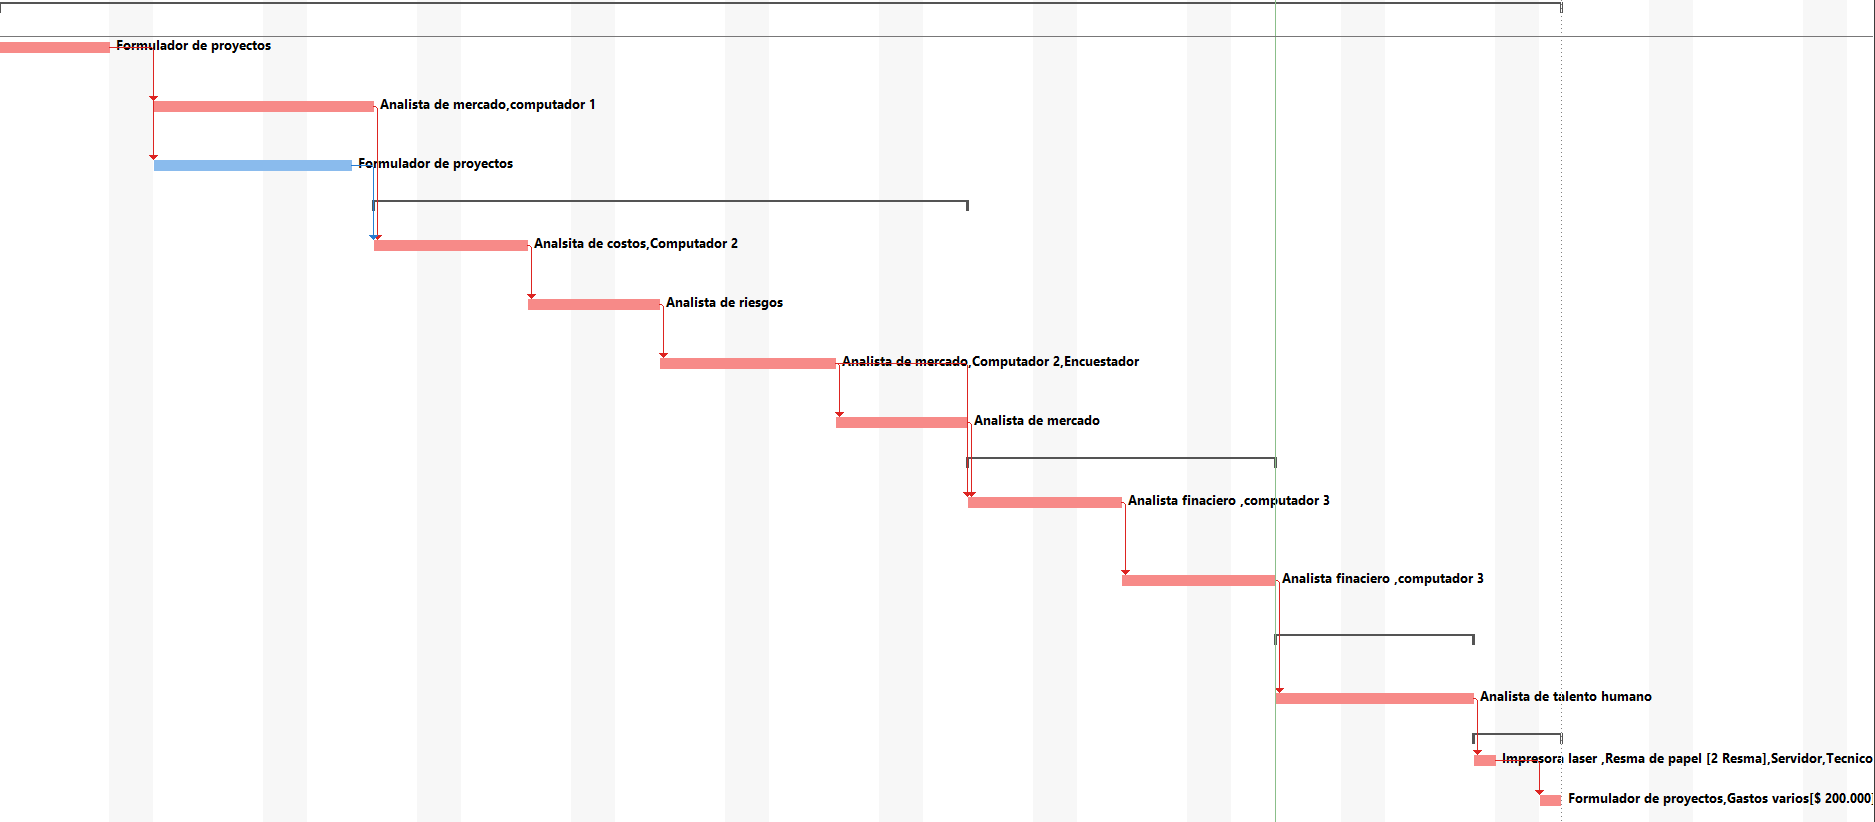 Formulador de proyectos
Analista de mercado,computador 1
Formulador de proyectos
Analsita de costos,Computador 2
Analista de riesgos
Analista de mercado,Computador 2,Encuestador
Analista de mercado
Analista finaciero ,computador 3
Analista finaciero ,computador 3
Analista de talento humano
Impresora laser ,Resma de papel [2 Resma],Servidor,Tecnico
Formulador de proyectos,Gastos varios[$ 200.000]